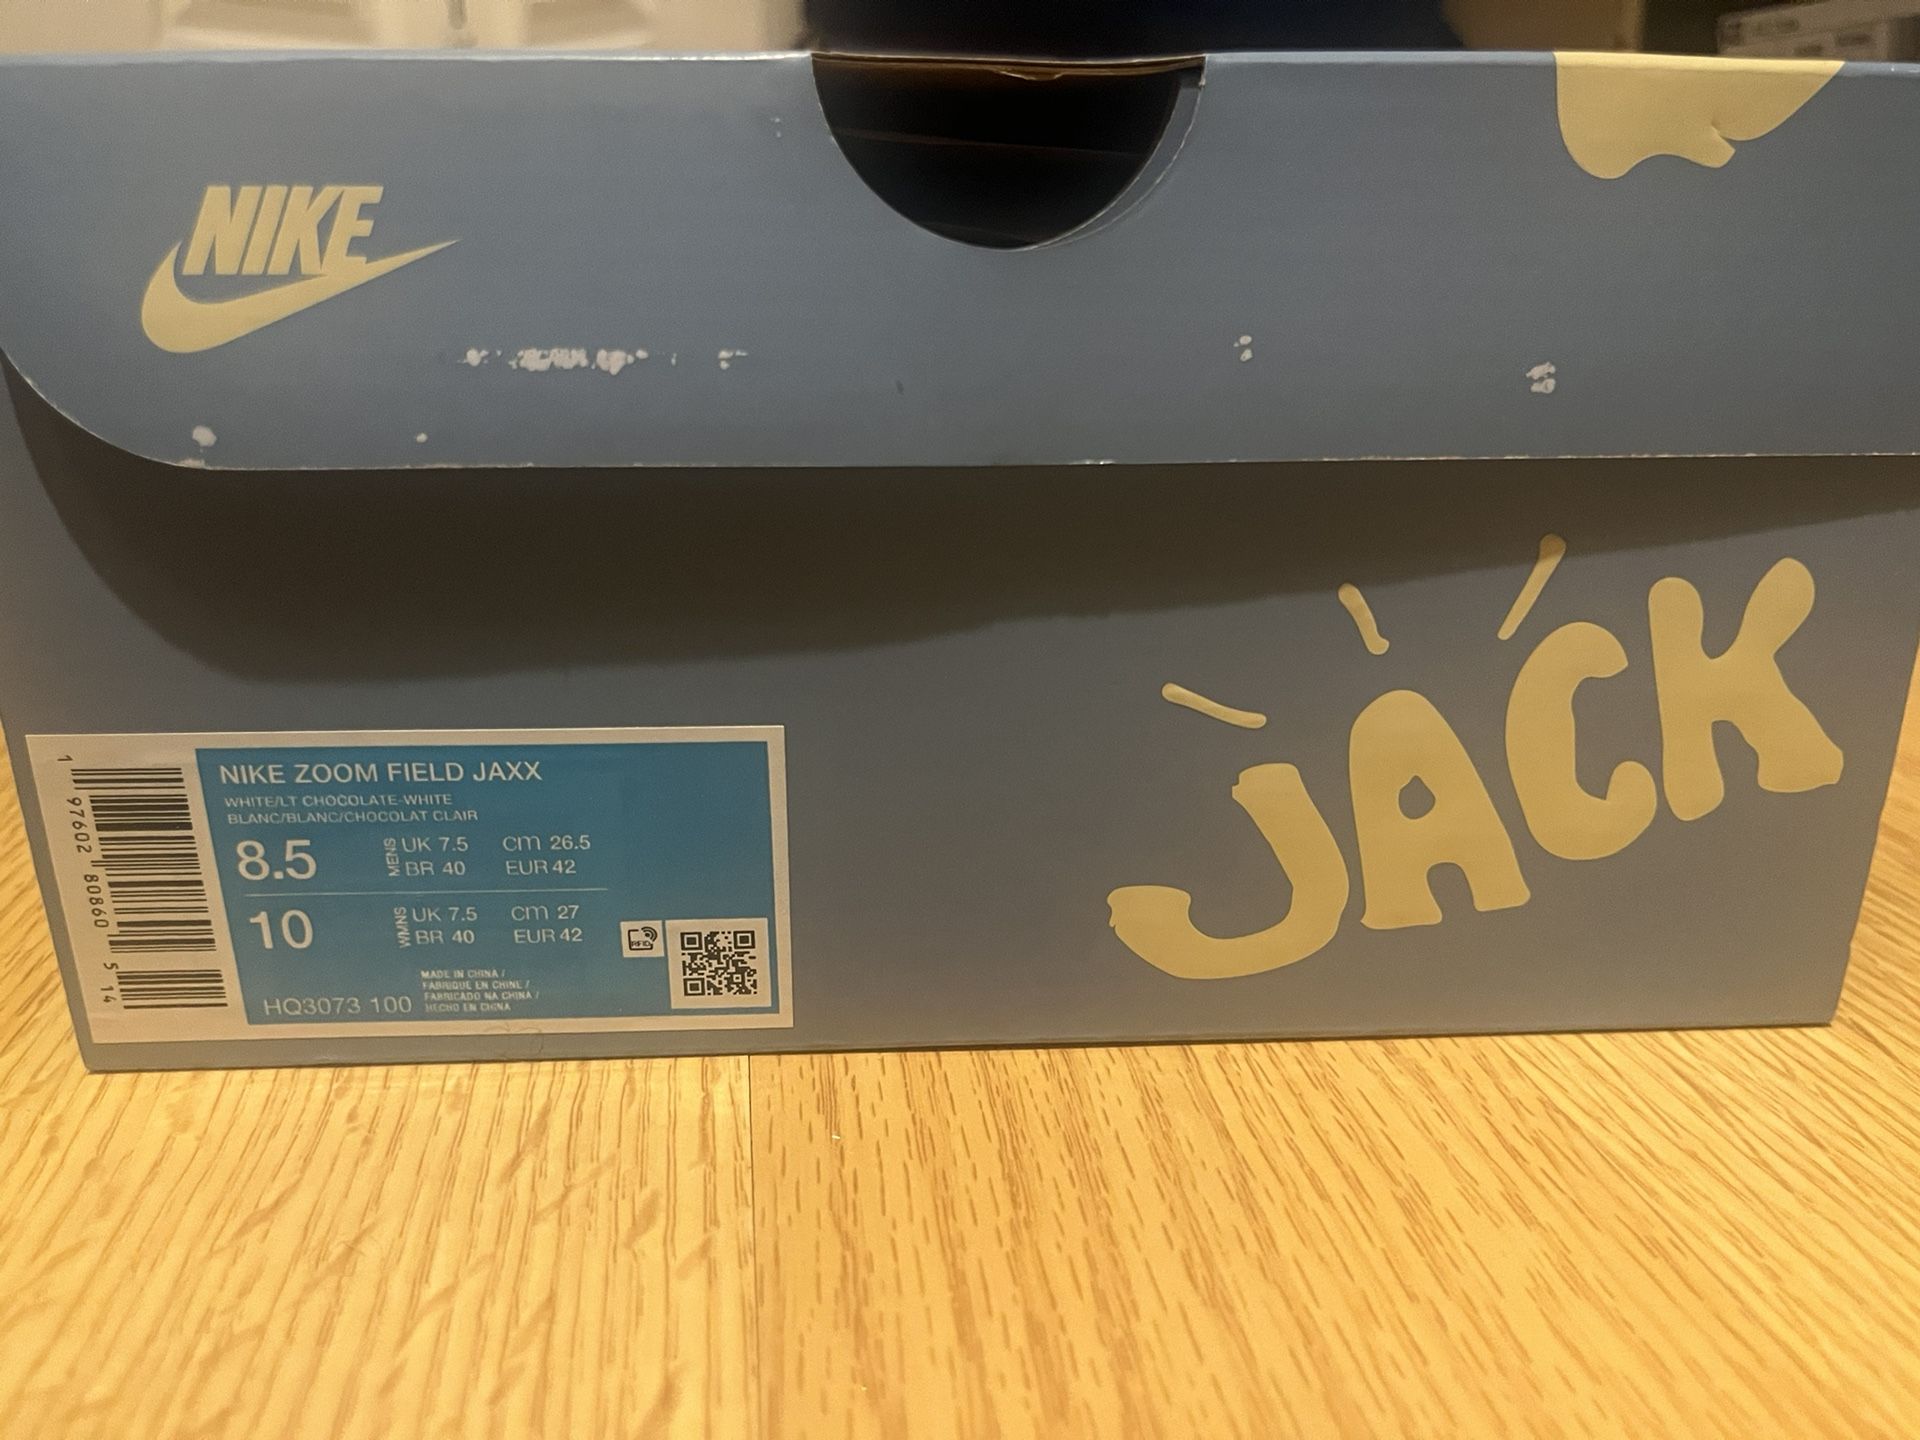 NIKE
JACK
NIKE ZOOM FIELD JAXX
WHITE/LT CHOCOLATE-WHITE
BLANC/BLANC/CHOCOLAT CLAIR
8.5 MENS UK 7.5 CM 26.5
BR 40 EUR 42
10 WMNS UK 7.5 CM 27
BR 40 EUR 42
RFID
MADE IN CHINA /
FABRIQUE EN CHINE /
FABRICADO NA CHINA /
HECHO EN CHINA
HQ3073 100
1 97602 80860 5 14